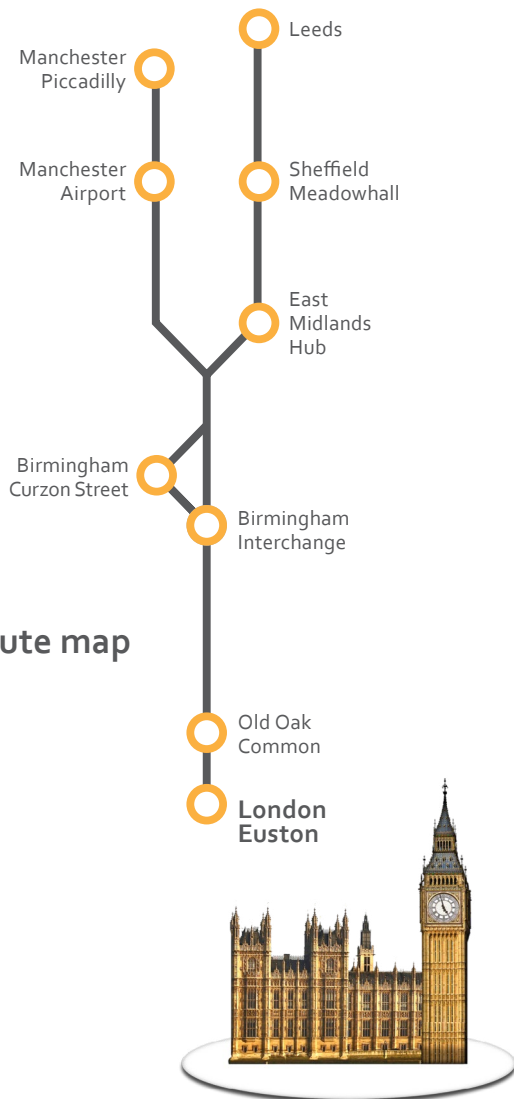 Leeds
Manchester
Piccadilly
Manchester
Airport
Sheffield
Meadowhall
East
Midlands
Hub
Birmingham
Curzon Street
Birmingham
Interchange
ute map
Old Oak
Common
London
Euston